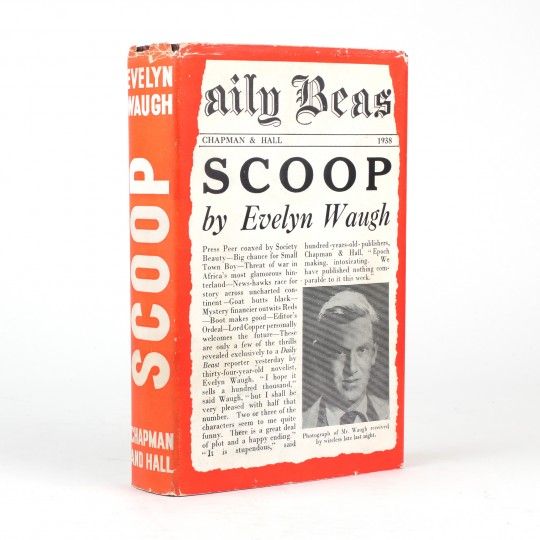 EVELYN
WAUGH
SCOOP
CHAPMAN
AND HALL
aily Beas
CHAPMAN & HALL 1938
SCOOP
by Evelyn Waugh
Press Peer coaxed by Society
Beauty—Big chance for Small
Town Boy—Threat of war in
Africa's most glamorous hin-
terland—News-hawks race for
story across uncharted con-
tinent—Goat butts black—
Mystery financier outwits Reds
—Boot makes good—Editor's
Ordeal—Lord Copper personally
welcomes the future—These
are only a few of the thrills
revealed exclusively to a Daily
Beast reporter yesterday by
thirty-four-year-old novelist,
Evelyn Waugh. "I hope it
sells a hundred thousand,"
said Waugh, "but I shall be
very pleased with half that
number. Two or three of the
characters seem to me quite
funny. There is a great deal
of plot and a happy ending."
"It is stupendous," said
hundred-years-old-publishers,
Chapman & Hall, "Epoch
making, intoxicating. We
have published nothing com-
parable to it this week."
Photograph of Mr. Waugh received
by wireless late last night.